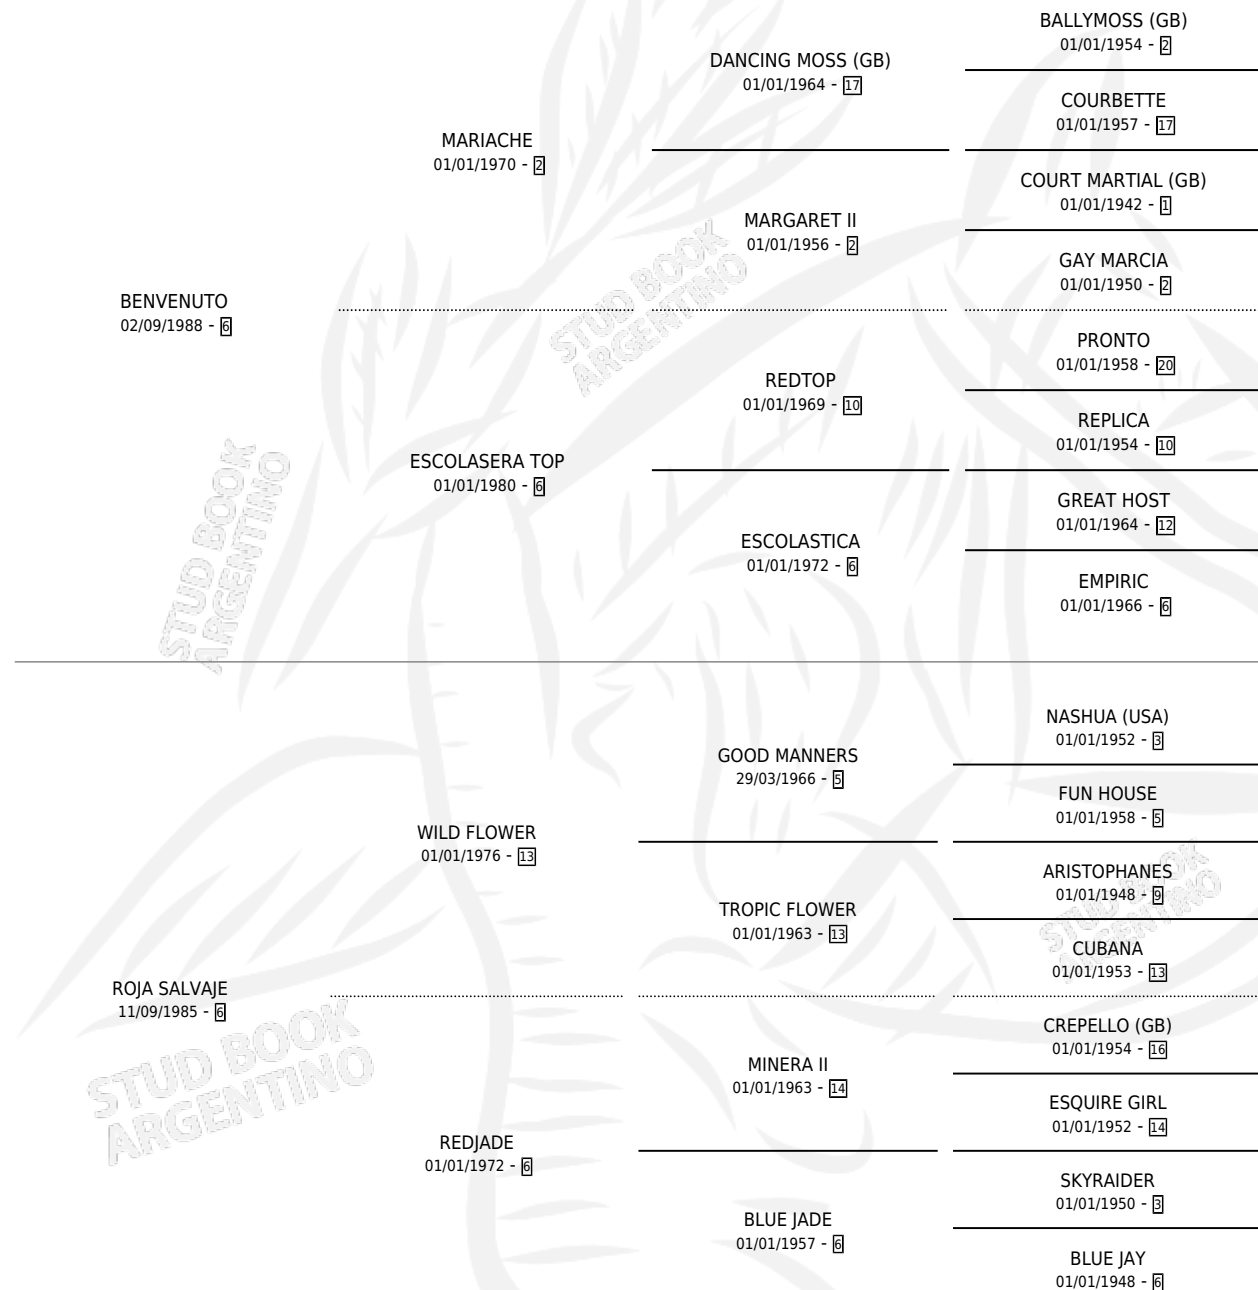 BALLYMOSS (GB)
01/01/1954 - 2
DANCING MOSS (GB)
01/01/1964 - 17
COURBETTE
01/01/1957 - 17
MARIACHE
01/01/1970 - 2
COURT MARTIAL (GB)
01/01/1942 - 1
MARGARET II
01/01/1956 - 2
GAY MARCIA
01/01/1950 - 2
BENVENUTO
02/09/1988 - 6
STUD BOOK
ARGENTINO
PRONTO
01/01/1958 - 20
REDTOP
01/01/1969 - 10
REPLICA
01/01/1954 - 10
ESCOLASERA TOP
01/01/1980 - 6
GREAT HOST
01/01/1964 - 12
ESCOLASTICA
01/01/1972 - 6
EMPIRIC
01/01/1966 - 6
STUD BOOK
ARGENTINO
NASHUA (USA)
01/01/1952 - 3
GOOD MANNERS
29/03/1966 - 5
FUN HOUSE
01/01/1958 - 5
WILD FLOWER
01/01/1976 - 13
ARISTOPHANES
01/01/1948 - 9
TROPIC FLOWER
01/01/1963 - 13
CUBANA
01/01/1953 - 13
STUD BOOK
ARGENTINO
ROJA SALVAJE
11/09/1985 - 6
CREPELLO (GB)
01/01/1954 - 16
MINERA II
01/01/1963 - 14
ESQUIRE GIRL
01/01/1952 - 14
STUD BOOK
ARGENTINO
REDJADE
01/01/1972 - 6
SKYRAIDER
01/01/1950 - 3
BLUE JADE
01/01/1957 - 6
BLUE JAY
01/01/1948 - 6